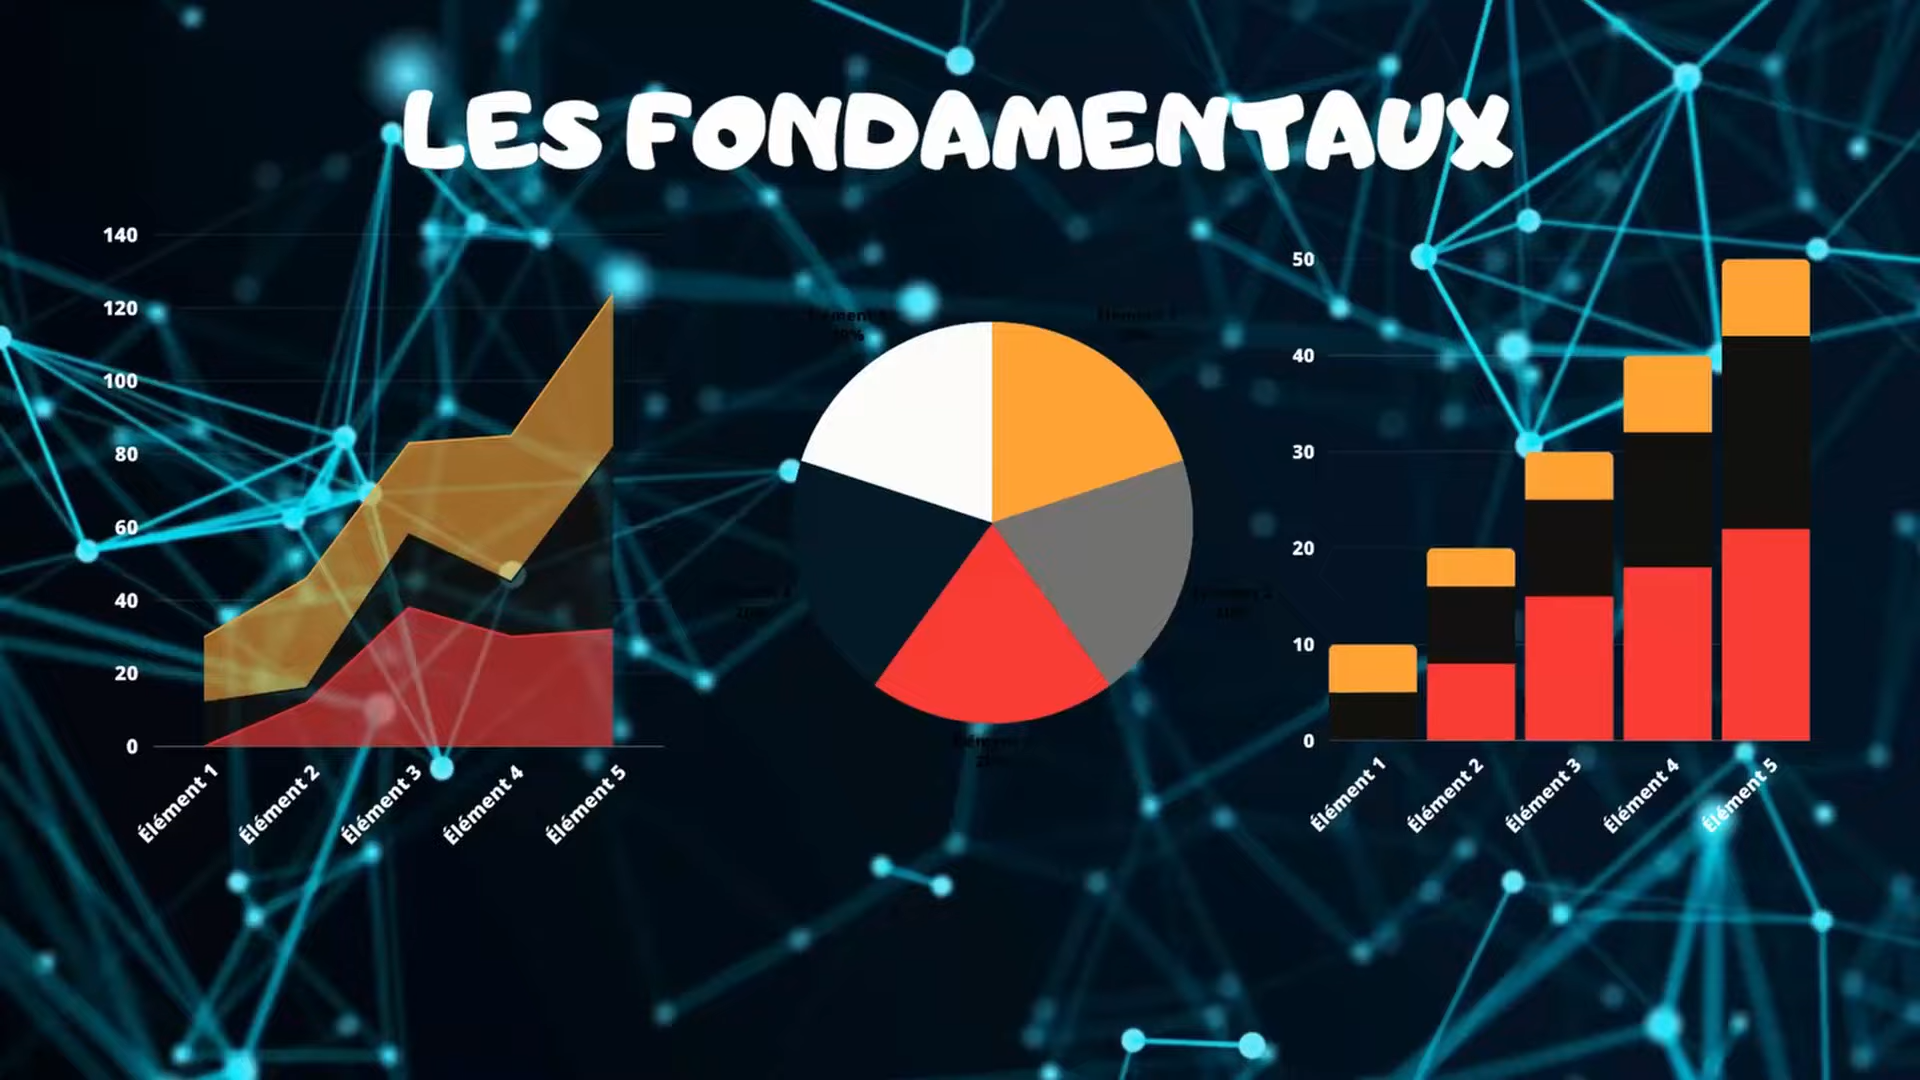 LES FONDAMENTAUX
140
120
100
80
60
40
20
0
Élément 1
Élément 2
Élément 3
Élément 4
Élément 5
50
40
30
20
10
0
Élément 1
Élément 2
Élément 3
Élément 4
Élément 5